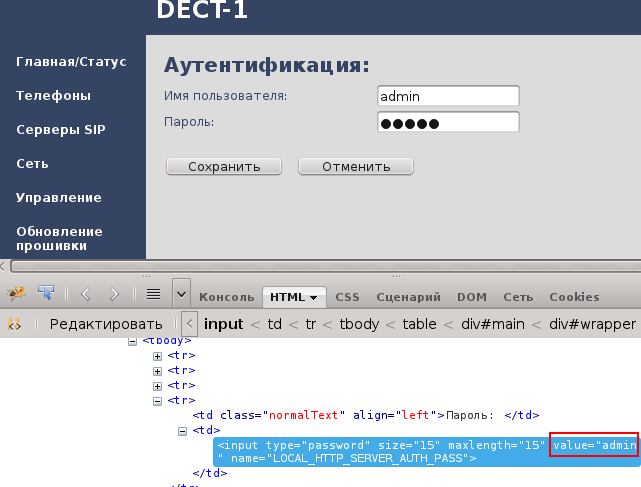 DECT-1
Главная/Статус
Телефоны
Серверы SIP
Сеть
Управление
Обновление
прошивки
Аутентификация:
Имя пользователя: admin
Пароль: ●●●●●
Сохранить Отменить
Консоль HTML CSS Сценарий DOM Сеть Cookies
Редактировать < input < td < tr < tbody < table < div#main < div#wrapper
<tbody>
<tr>
<tr>
<tr>
<tr>
<td class="normalText" align="left">Пароль: </td>
<td>
<input type="password" size="15" maxlength="15" value="admin
" name="LOCAL_HTTP_SERVER_AUTH_PASS">
</td>
</tr>